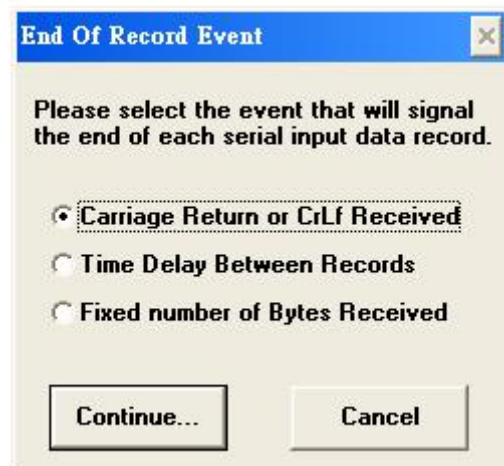 End Of Record Event
Please select the event that will signal
the end of each serial input data record.
Carriage Return or CrLf Received
Time Delay Between Records
Fixed number of Bytes Received
Continue...
Cancel